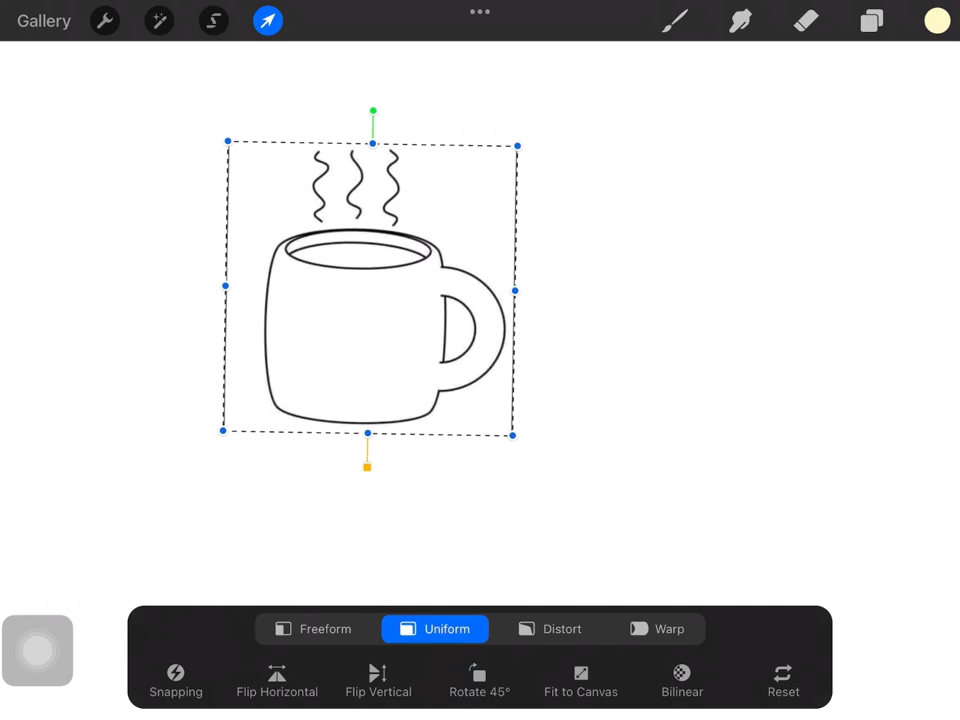 Gallery
Freeform Uniform Distort Warp
Snapping Flip Horizontal Flip Vertical Rotate 45° Fit to Canvas Bilinear Reset